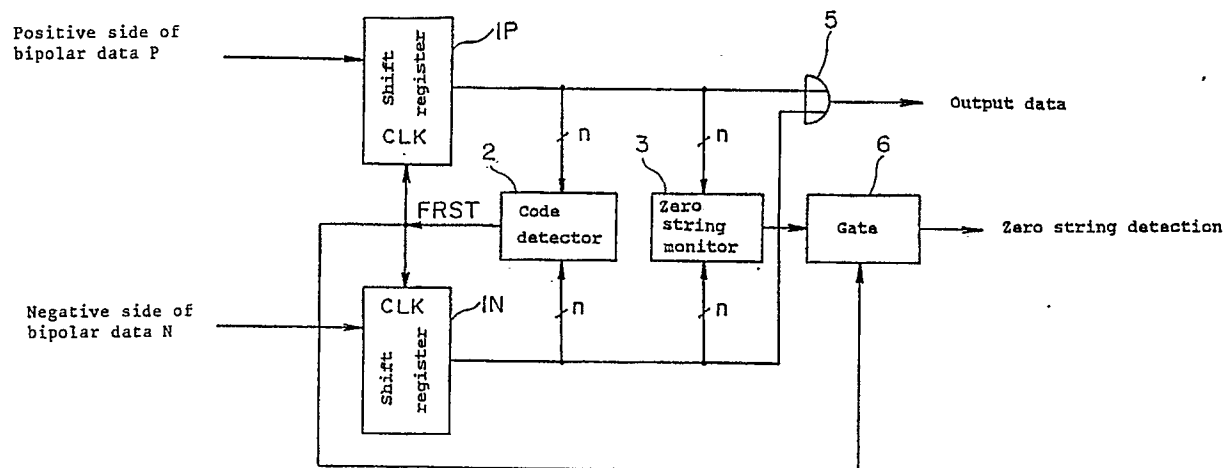 Positive side of
bipolar data P
Shift
register
CLK
1P
5
Output data
n
n
2
3
6
FRST
Code
detector
Zero
string
monitor
Gate
Zero string detection
Negative side of
bipolar data N
CLK
Shift
register
1N
n
n